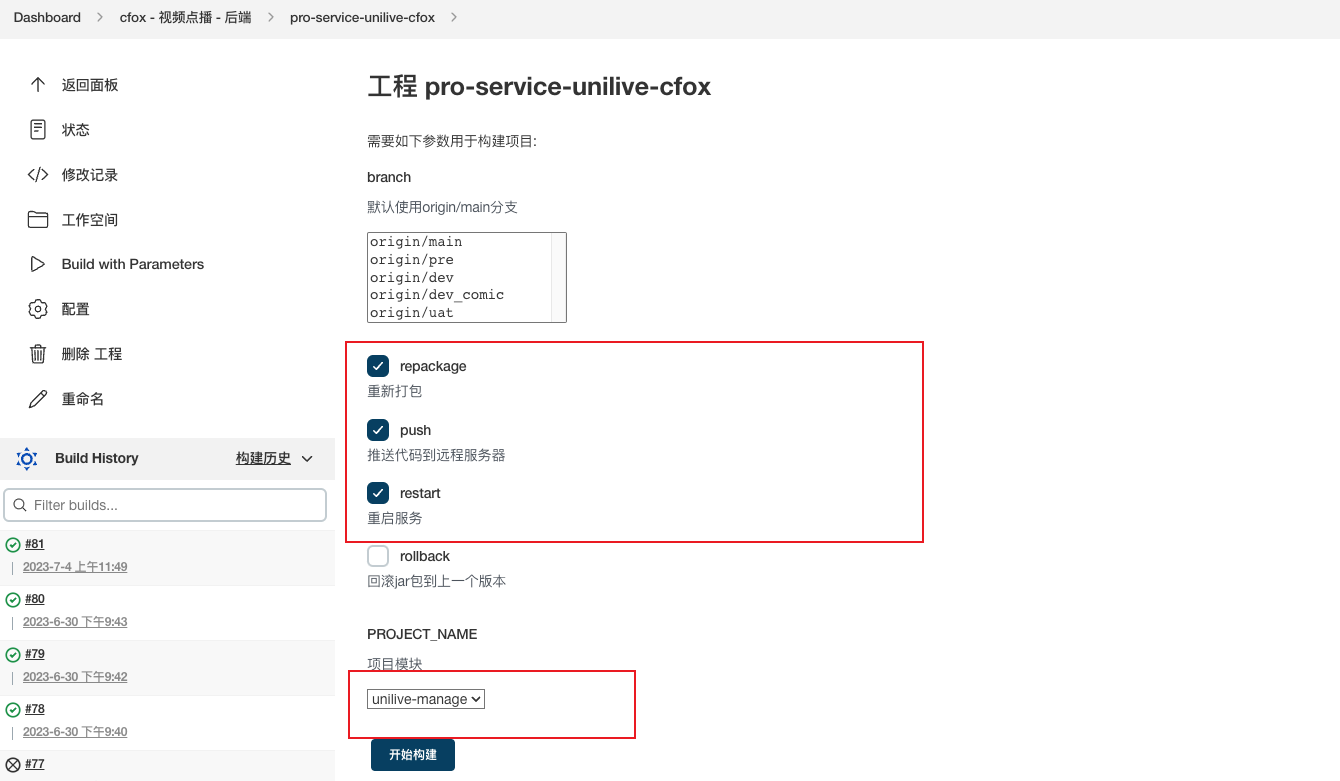 Dashboard
cfox - 视频点播 - 后端
pro-service-unilive-cfox
返回面板
状态
修改记录
工作空间
Build with Parameters
配置
删除 工程
重命名
Build History
构建历史
Filter builds...
#81
2023-7-4 上午11:49
#80
2023-6-30 下午9:43
#79
2023-6-30 下午9:42
#78
2023-6-30 下午9:40
#77
工程 pro-service-unilive-cfox
需要如下参数用于构建项目:
branch
默认使用origin/main分支
origin/main
origin/pre
origin/dev
origin/dev_comic
origin/uat
repackage
重新打包
push
推送代码到远程服务器
restart
重启服务
rollback
回滚jar包到上一个版本
PROJECT_NAME
项目模块
unilive-manage
开始构建